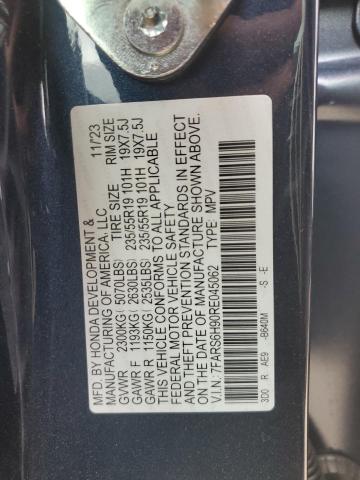 MFD. BY HONDA DEVELOPMENT & 11/23
MANUFACTURING OF AMERICA, LLC
TIRE SIZE RIM SIZE
GVWR 2300KG (5070LBS)
GAWR F 1193KG (2630LBS) 235/55R19 101H 19X7.5J
GAWR R 1150KG (2535LBS) 235/55R19 101H 19X7.5J
THIS VEHICLE CONFORMS TO ALL APPLICABLE
FEDERAL MOTOR VEHICLE SAFETY
AND THEFT PREVENTION STANDARDS IN EFFECT
ON THE DATE OF MANUFACTURE SHOWN ABOVE.
V.I.N.: 7FARS6H90RE045062 TYPE: MPV
3D0 R AE9 -B640M -S -E